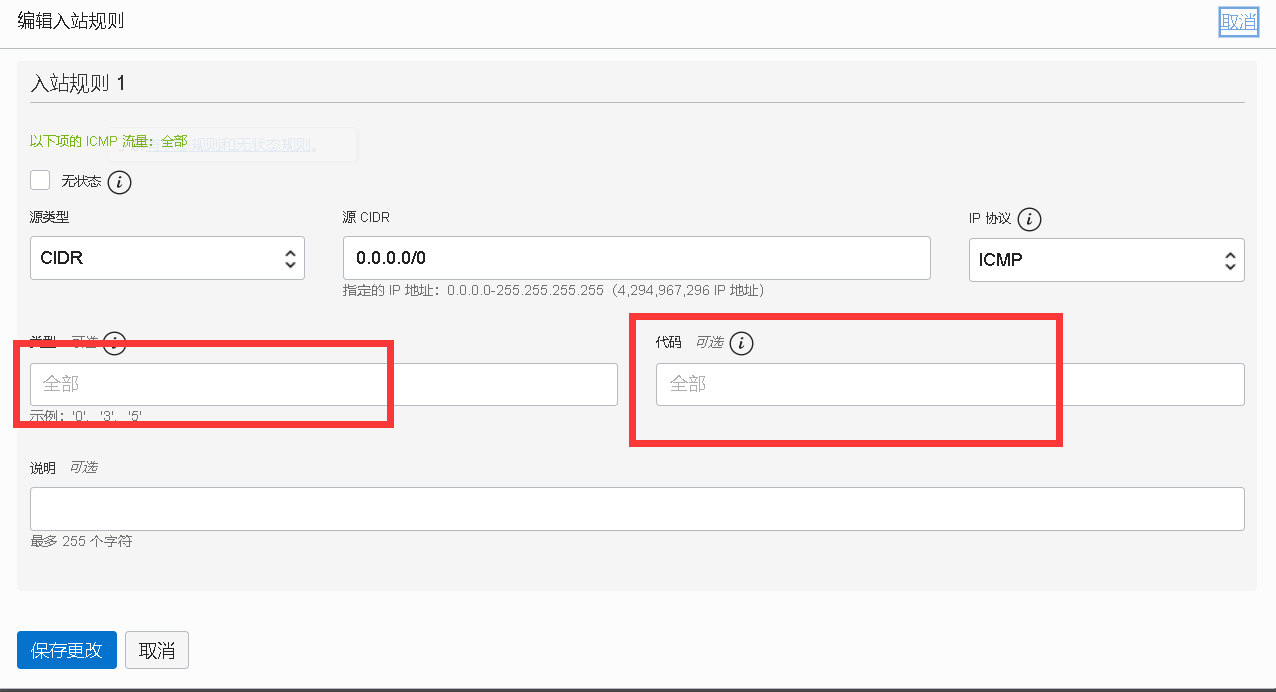 编辑入站规则
取消
入站规则 1
以下项的 ICMP 流量：全部
规则和无状态规则。
无状态
源类型
源 CIDR
IP 协议
CIDR
0.0.0.0/0
ICMP
指定的 IP 地址：0.0.0.0-255.255.255.255（4,294,967,296 IP 地址）
类型 可选
代码 可选
全部
全部
示例：'0'、'3'、'5'
说明 可选
最多 255 个字符
保存更改
取消